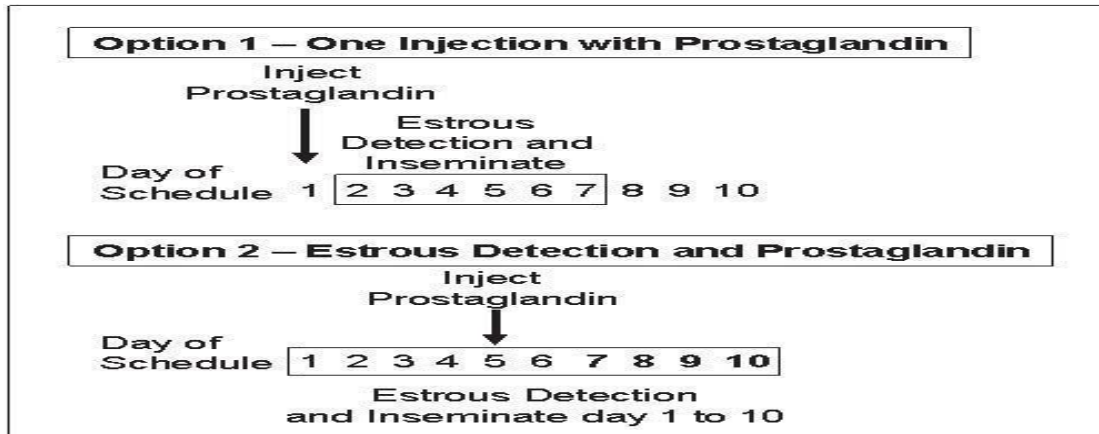 Option 1 – One Injection with Prostaglandin
Inject
Prostaglandin
Estrous
Detection and
Inseminate
Day of
Schedule 1 2 3 4 5 6 7 8 9 10
Option 2 – Estrous Detection and Prostaglandin
Inject
Prostaglandin
Day of
Schedule 1 2 3 4 5 6 7 8 9 10
Estrous Detection
and Inseminate day 1 to 10